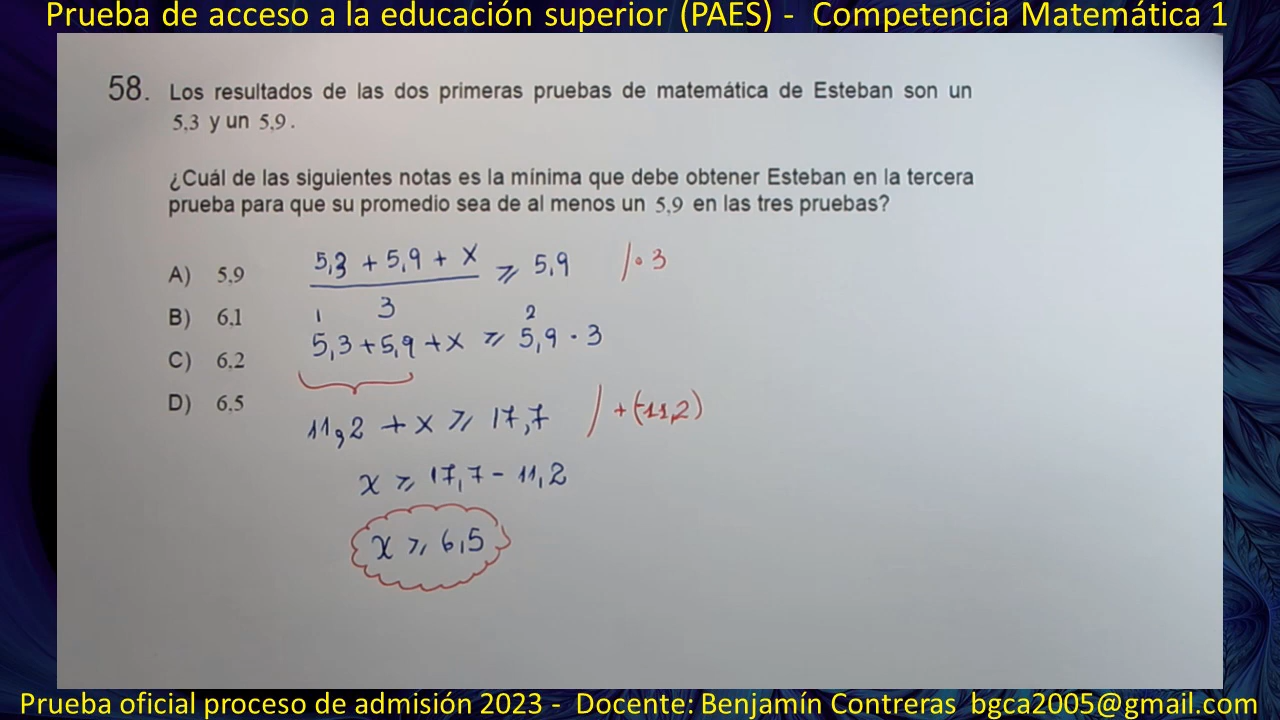 Prueba de acceso a la educación superior (PAES) - Competencia Matemática 1
58. Los resultados de las dos primeras pruebas de matemática de Esteban son un
5,3 y un 5,9.
¿Cuál de las siguientes notas es la mínima que debe obtener Esteban en la tercera
prueba para que su promedio sea de al menos un 5,9 en las tres pruebas?
A) 5,9
B) 6,1
C) 6,2
D) 6,5
5,3 + 5,9 + x ⩾ 5,9 / • 3
3
1 2
5,3 + 5,9 + x ⩾ 5,9 · 3
11,2 + x ⩾ 17,7 / + (-11,2)
x ⩾ 17,7 - 11,2
x ⩾ 6,5
Prueba oficial proceso de admisión 2023 - Docente: Benjamín Contreras bgca2005@gmail.com